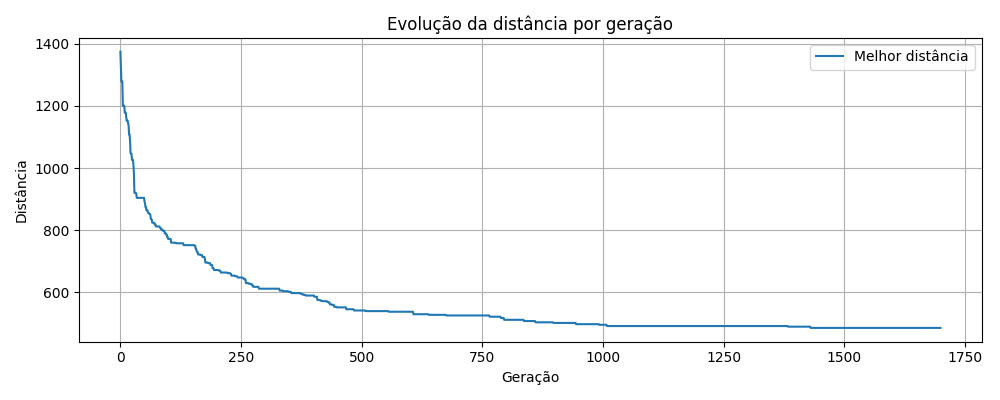 Evolução da distância por geração
Melhor distância
Distância
1400
1200
1000
800
600
0 250 500 750 1000 1250 1500 1750
Geração